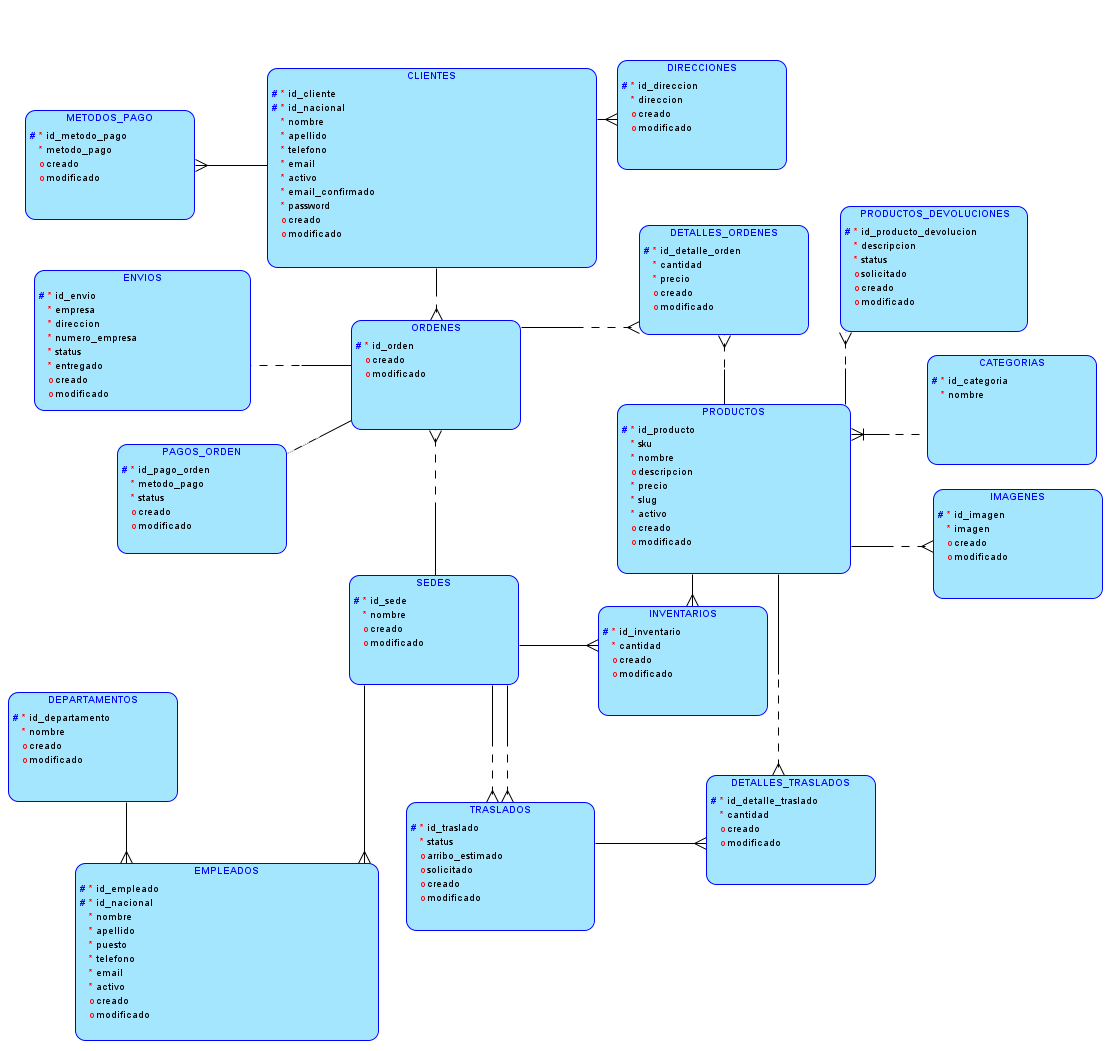 CLIENTES
# * id_cliente
# * id_nacional
* nombre
* apellido
* telefono
* email
* activo
* email_confirmado
* password
o creado
o modificado
DIRECCIONES
# * id_direccion
* direccion
o creado
o modificado
METODOS_PAGO
# * id_metodo_pago
* metodo_pago
o creado
o modificado
PRODUCTOS_DEVOLUCIONES
# * id_producto_devolucion
* descripcion
* status
o solicitado
o creado
o modificado
DETALLES_ORDENES
# * id_detalle_orden
* cantidad
* precio
o creado
o modificado
ENVIOS
# * id_envio
* empresa
* direccion
* numero_empresa
* status
* entregado
o creado
o modificado
ORDENES
# * id_orden
o creado
o modificado
CATEGORIAS
# * id_categoria
* nombre
PRODUCTOS
# * id_producto
* sku
* nombre
o descripcion
* precio
* slug
* activo
o creado
o modificado
PAGOS_ORDEN
# * id_pago_orden
* metodo_pago
* status
o creado
o modificado
IMAGENES
# * id_imagen
* imagen
o creado
o modificado
SEDES
# * id_sede
* nombre
o creado
o modificado
INVENTARIOS
# * id_inventario
* cantidad
o creado
o modificado
DEPARTAMENTOS
# * id_departamento
* nombre
o creado
o modificado
DETALLES_TRASLADOS
# * id_detalle_traslado
* cantidad
o creado
o modificado
TRASLADOS
# * id_traslado
* status
o arribo_estimado
o solicitado
o creado
o modificado
EMPLEADOS
# * id_empleado
# * id_nacional
* nombre
* apellido
* puesto
* telefono
* email
* activo
o creado
o modificado